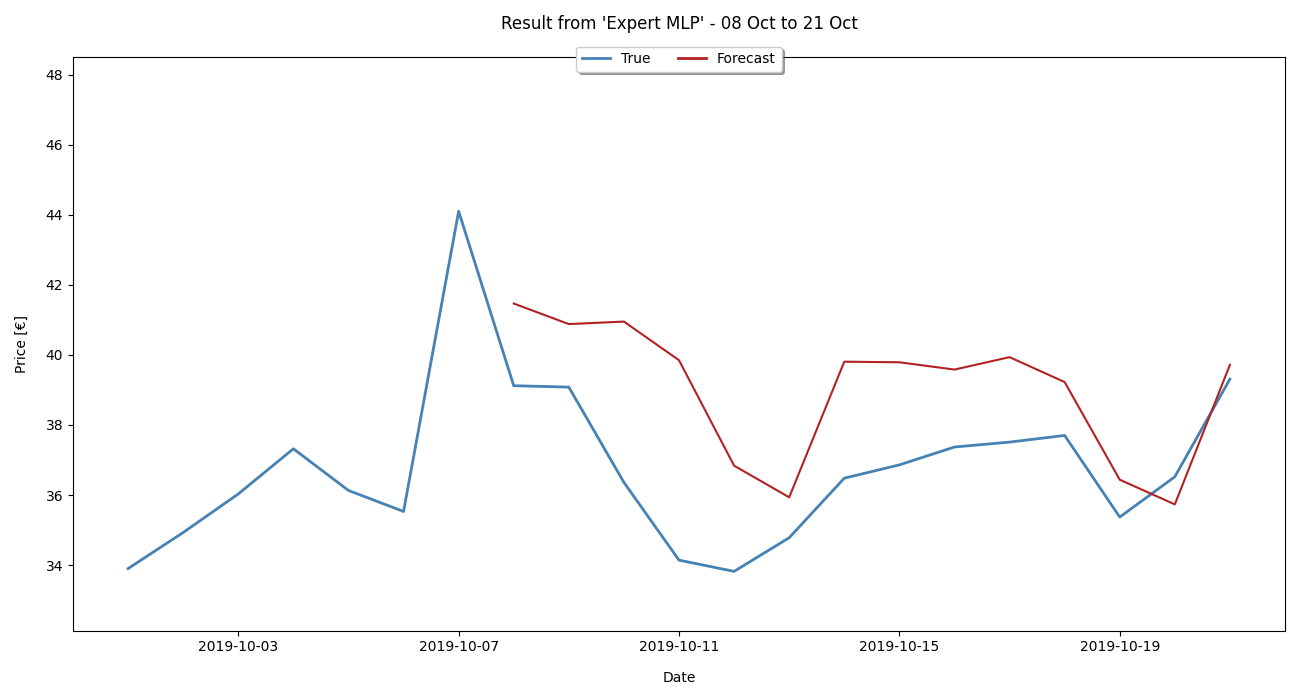 Result from 'Expert MLP' - 08 Oct to 21 Oct
True Forecast
48
46
44
42
40
38
36
34
Price [€]
2019-10-03 2019-10-07 2019-10-11 2019-10-15 2019-10-19
Date